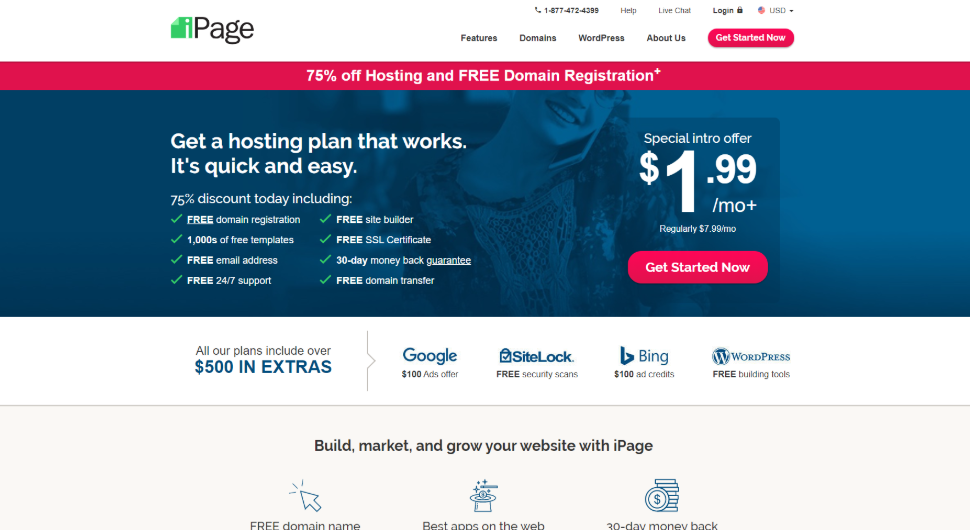 1-877-472-4399 Help Live Chat Login USD
iPage
Features Domains WordPress About Us Get Started Now
75% off Hosting and FREE Domain Registration+
Get a hosting plan that works.
It's quick and easy.
75% discount today including:
FREE domain registration
1,000s of free templates
FREE email address
FREE 24/7 support
FREE site builder
FREE SSL Certificate
30-day money back guarantee
FREE domain transfer
Special intro offer
$1.99
/mo+
Regularly $7.99/mo
Get Started Now
All our plans include over
$500 IN EXTRAS
Google
$100 Ads offer
SiteLock.
FREE security scans
Bing
$100 ad credits
WORDPRESS
FREE building tools
Build, market, and grow your website with iPage
FREE domain name
Best apps on the web
30-day money back